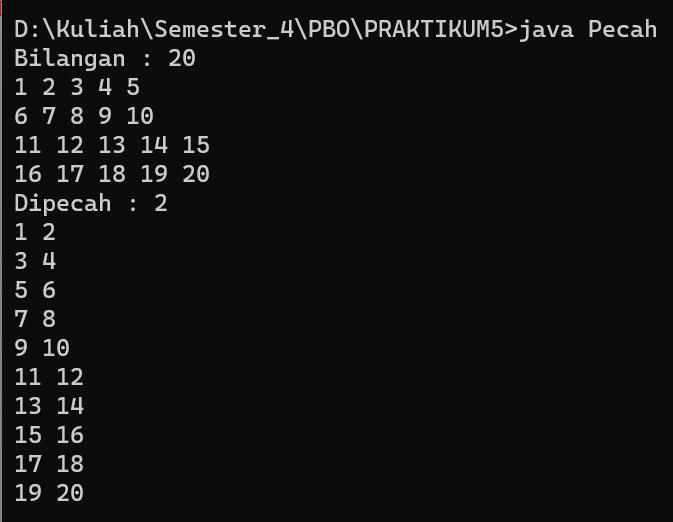 D:\Kuliah\Semester_4\PBO\PRAKTIKUM5>java Pecah
Bilangan : 20
1 2 3 4 5
6 7 8 9 10
11 12 13 14 15
16 17 18 19 20
Dipecah : 2
1 2
3 4
5 6
7 8
9 10
11 12
13 14
15 16
17 18
19 20